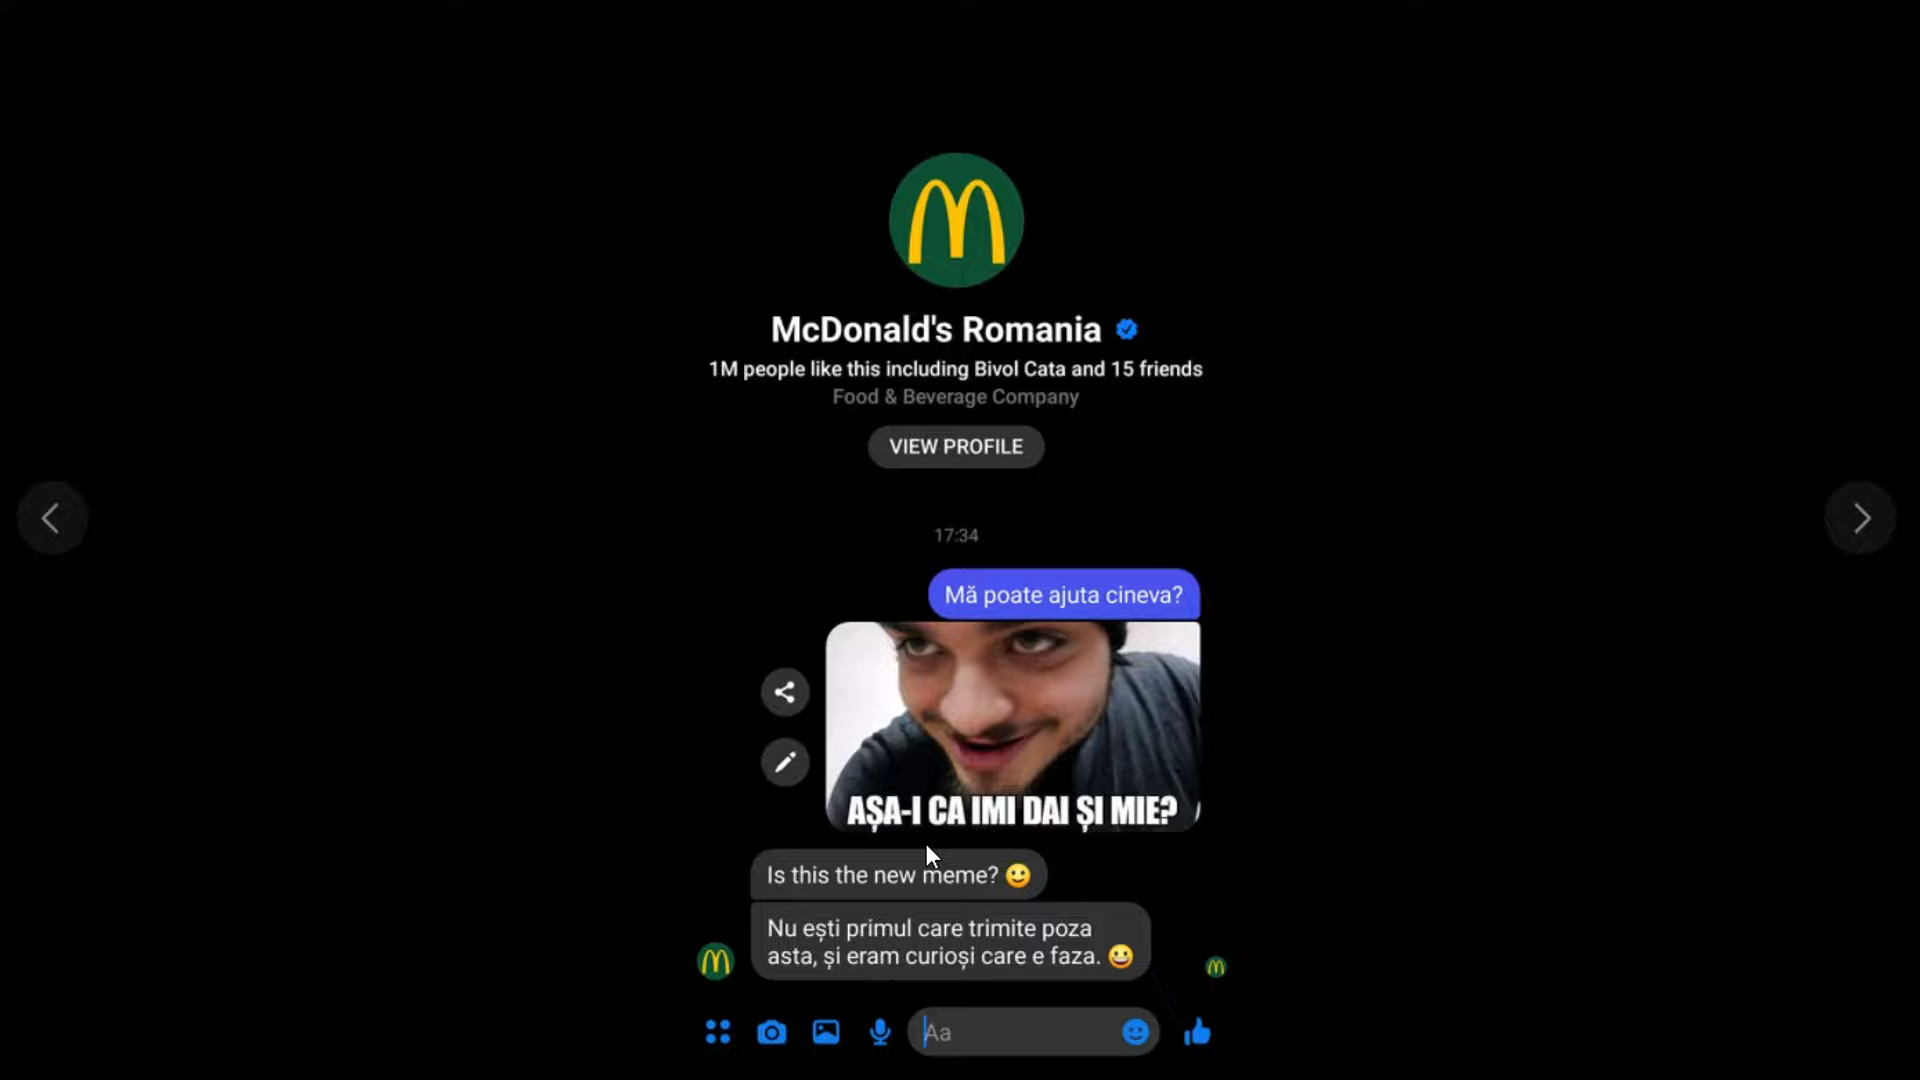 McDonald's Romania
1M people like this including Bivol Cata and 15 friends
Food & Beverage Company
VIEW PROFILE
17:34
Mă poate ajuta cineva?
AȘA-I CA IMI DAI ȘI MIE?
Is this the new meme? 🙂
Nu ești primul care trimite poza
asta, și eram curioși care e faza. 😀
Aa